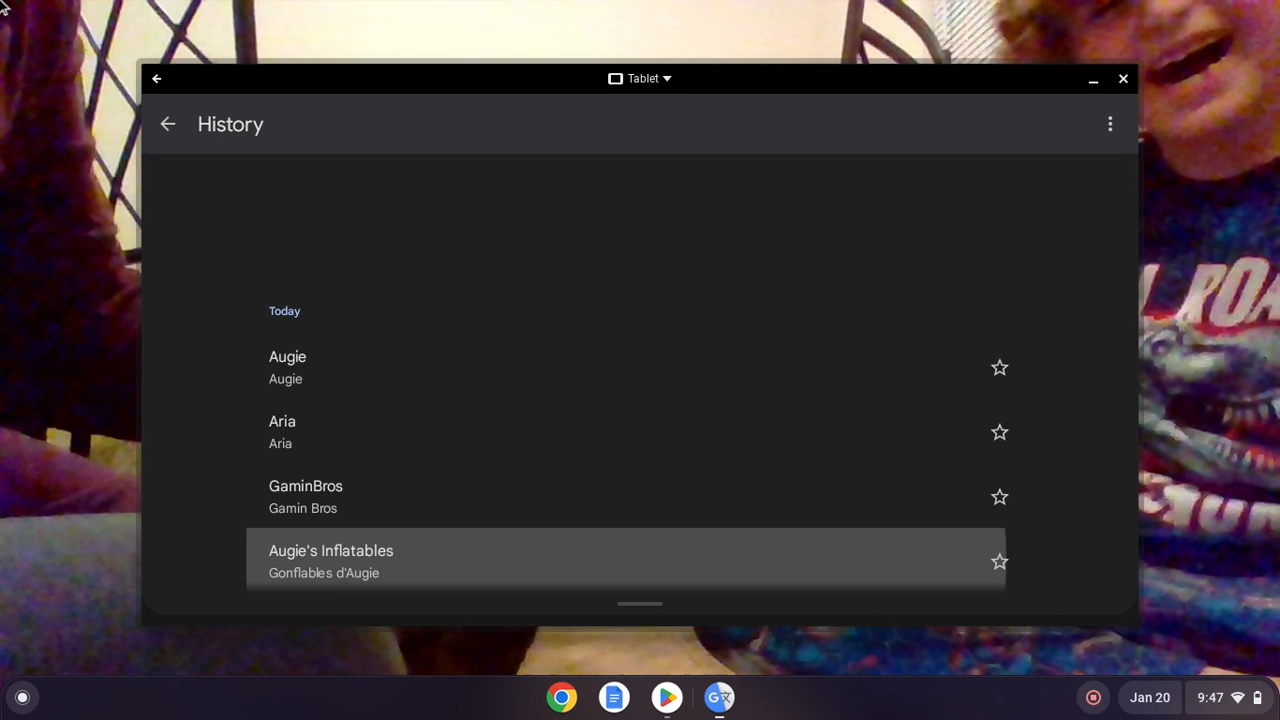 Tablet
History
Today
Augie
Augie
Aria
Aria
GaminBros
Gamin Bros
Augie's Inflatables
Gonflables d'Augie
Jan 20
9:47